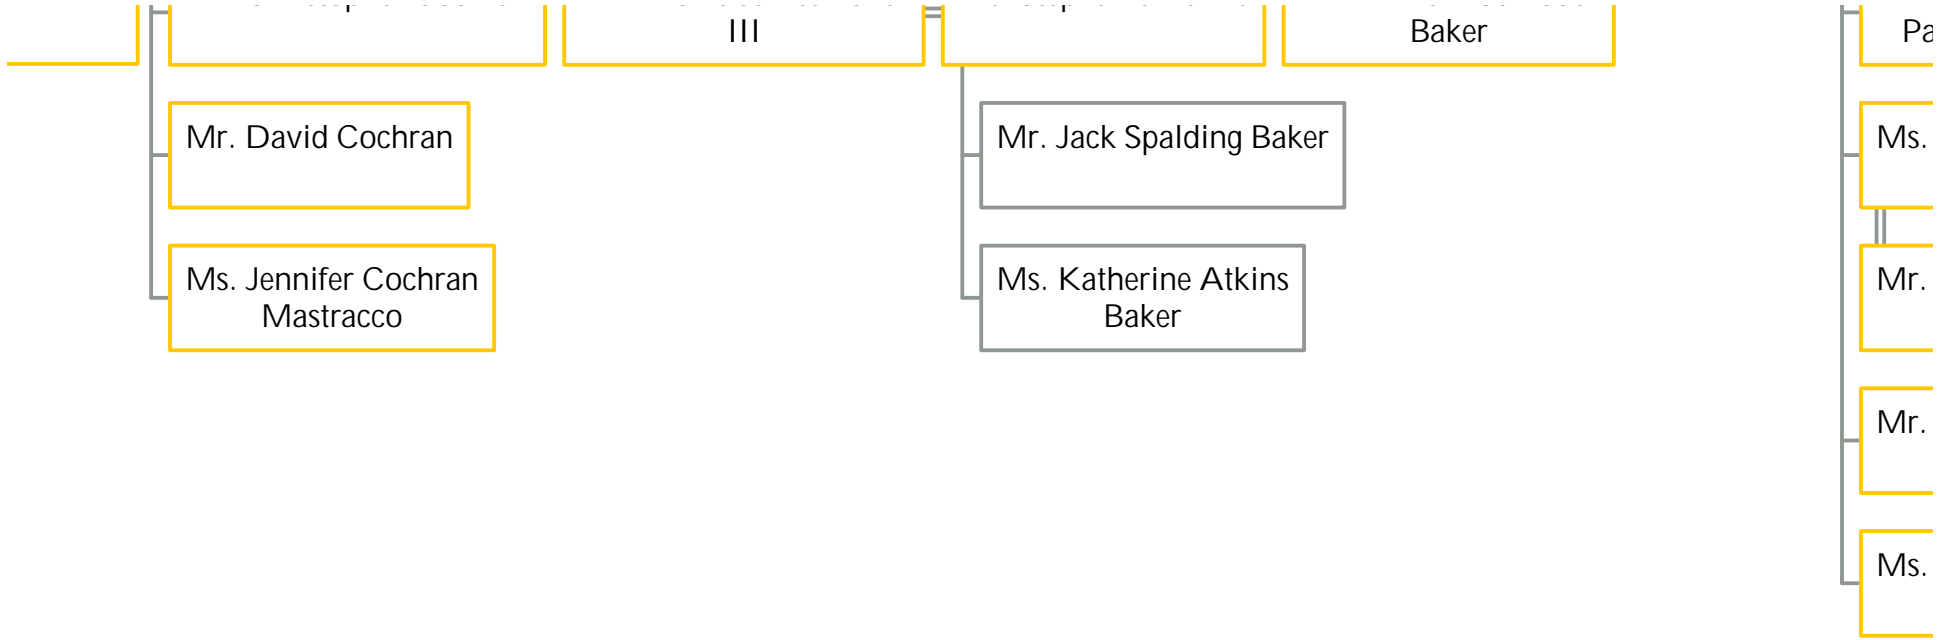 III
Baker
Pa
Mr. David Cochran
Mr. Jack Spalding Baker
Ms.
Ms. Jennifer Cochran
Mastracco
Ms. Katherine Atkins
Baker
Mr.
Mr.
Ms.